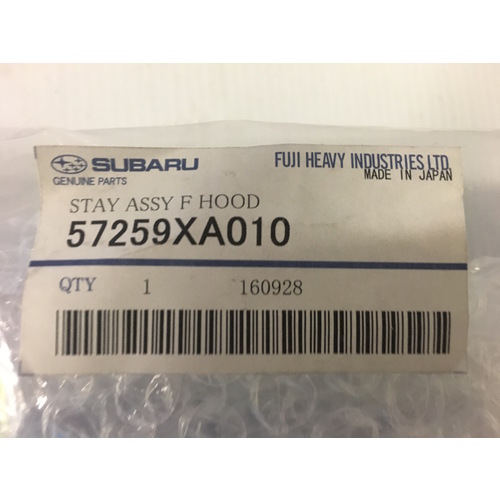 SUBARU FUJI HEAVY INDUSTRIES LTD.
GENUINE PARTS MADE IN JAPAN
STAY ASSY F HOOD
57259XA010
QTY 1 160928